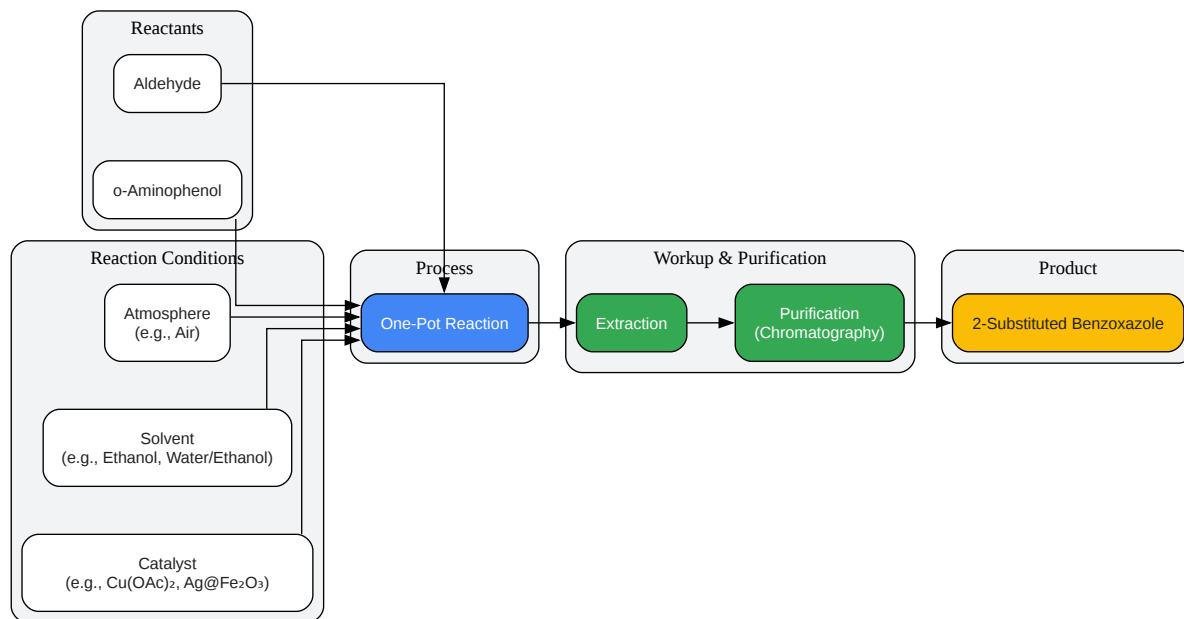 Reactants
Aldehyde
o-Aminophenol
Reaction Conditions
Atmosphere
(e.g., Air)
Solvent
(e.g., Ethanol, Water/Ethanol)
Catalyst
(e.g., Cu(OAc)₂, Ag@Fe₂O₃)
Process
One-Pot Reaction
Workup & Purification
Extraction
Purification
(Chromatography)
Product
2-Substituted Benzoxazole